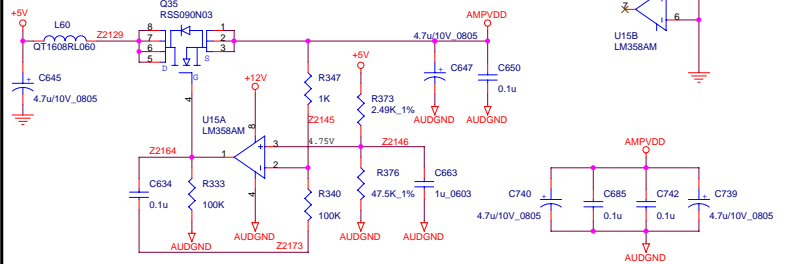 +5V
L60
QT1608RL060
C645
4.7u/10V_0805
Z2129
Q35
RSS090N03
8
7
6
5
1
2
3
D
S
G
4
AMPVDD
4.7u/10V_0805
C647
C650
0.1u
AUDGND
AUDGND
R347
1K
Z2145
+5V
R373
2.49K_1%
+12V
U15A
LM358AM
8
3
2
1
4
+
-
4.75V
Z2146
Z2164
C634
0.1u
R333
100K
R340
100K
R376
47.5K_1%
C663
1u_0603
AUDGND
AUDGND
Z2173
AUDGND
AUDGND
7
6
-
U15B
LM358AM
AMPVDD
C740
4.7u/10V_0805
C685
0.1u
C742
0.1u
C739
4.7u/10V_0805
AUDGND